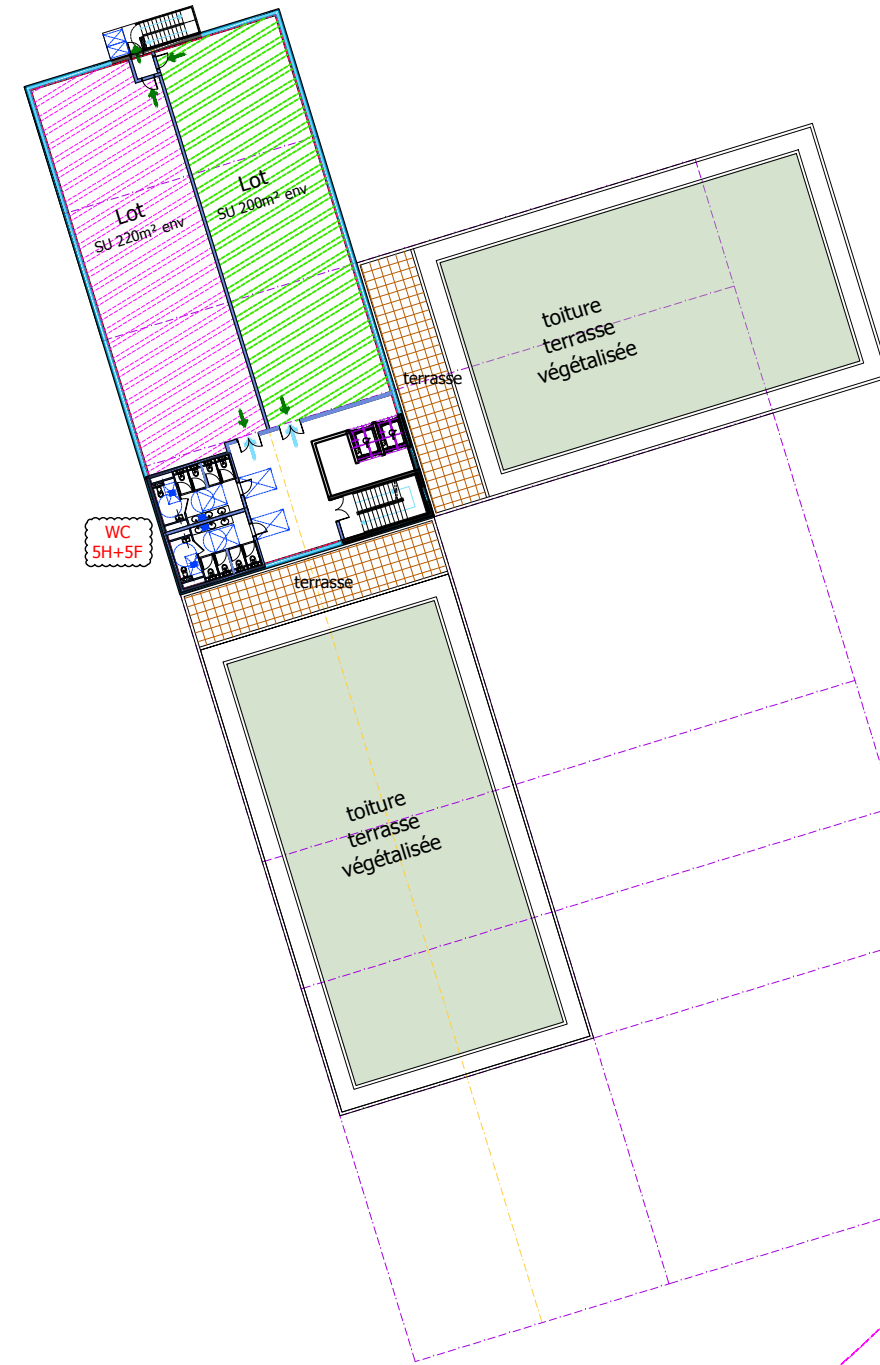 Lot
SU 220m² env
Lot
SU 200m² env
toiture
terrasse
végétalisée
terrasse
WC
5H+5F
terrasse
toiture
terrasse
végétalisée